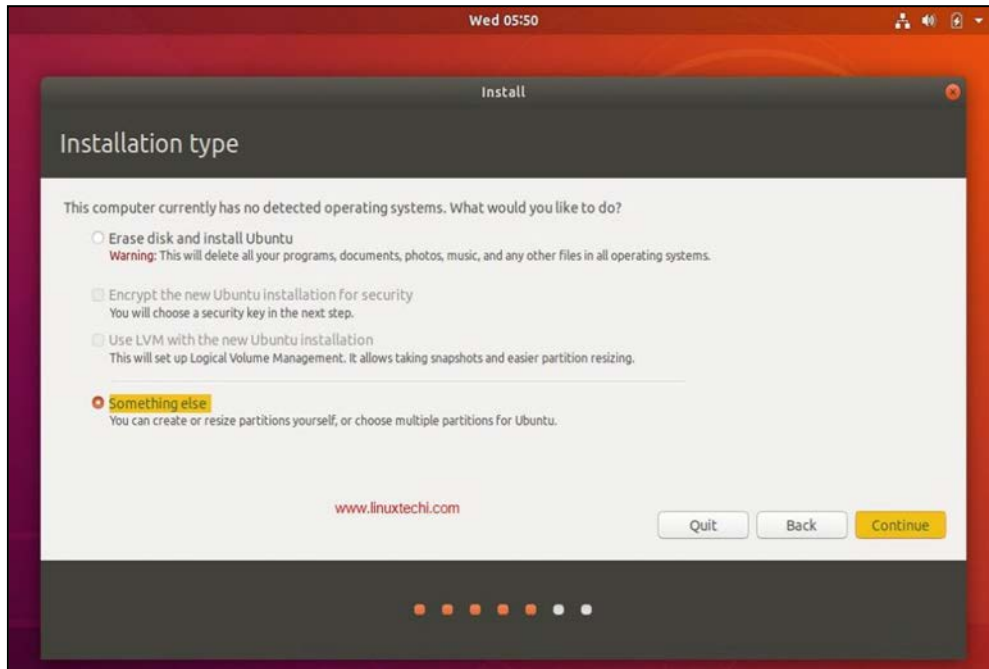 Wed 05:50
Install
Installation type
This computer currently has no detected operating systems. What would you like to do?
Erase disk and install Ubuntu
Warning: This will delete all your programs, documents, photos, music, and any other files in all operating systems.
Encrypt the new Ubuntu installation for security
You will choose a security key in the next step.
Use LVM with the new Ubuntu installation
This will set up Logical Volume Management. It allows taking snapshots and easier partition resizing.
Something else
You can create or resize partitions yourself, or choose multiple partitions for Ubuntu.
www.linuxtechi.com
Quit Back Continue